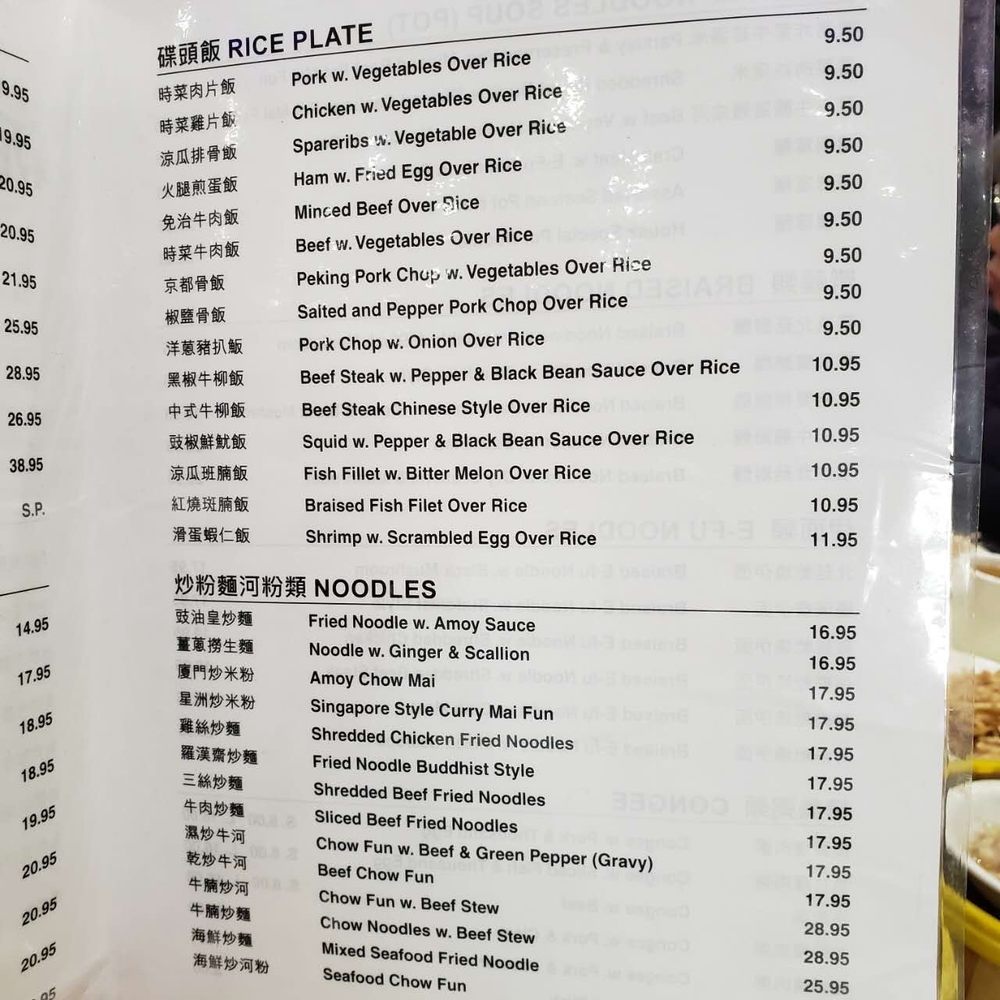 9.95
19.95
20.95
20.95
21.95
25.95
28.95
26.95
38.95
S.P.
14.95
17.95
18.95
18.95
19.95
20.95
20.95
20.95
碟頭飯 RICE PLATE
時菜肉片飯 Pork w. Vegetables Over Rice 9.50
時菜雞片飯 Chicken w. Vegetables Over Rice 9.50
涼瓜排骨飯 Spareribs w. Vegetable Over Rice 9.50
火腿煎蛋飯 Ham w. Fried Egg Over Rice 9.50
免治牛肉飯 Minced Beef Over Rice 9.50
時菜牛肉飯 Beef w. Vegetables Over Rice 9.50
京都骨飯 Peking Pork Chop w. Vegetables Over Rice 9.50
椒鹽骨飯 Salted and Pepper Pork Chop Over Rice 9.50
洋蔥豬扒飯 Pork Chop w. Onion Over Rice 9.50
黑椒牛柳飯 Beef Steak w. Pepper & Black Bean Sauce Over Rice 10.95
中式牛柳飯 Beef Steak Chinese Style Over Rice 10.95
豉椒鮮魷飯 Squid w. Pepper & Black Bean Sauce Over Rice 10.95
涼瓜班腩飯 Fish Fillet w. Bitter Melon Over Rice 10.95
紅燒斑腩飯 Braised Fish Filet Over Rice 10.95
滑蛋蝦仁飯 Shrimp w. Scrambled Egg Over Rice 11.95
炒粉麵河粉類 NOODLES
豉油皇炒麵 Fried Noodle w. Amoy Sauce 16.95
薑蔥撈生麵 Noodle w. Ginger & Scallion 16.95
廈門炒米粉 Amoy Chow Mai 17.95
星洲炒米粉 Singapore Style Curry Mai Fun 17.95
雞絲炒麵 Shredded Chicken Fried Noodles 17.95
羅漢齋炒麵 Fried Noodle Buddhist Style 17.95
三絲炒麵 Shredded Beef Fried Noodles 17.95
牛肉炒麵 Sliced Beef Fried Noodles 17.95
濕炒牛河 Chow Fun w. Beef & Green Pepper (Gravy) 17.95
乾炒牛河 Beef Chow Fun 17.95
牛腩炒河 Chow Fun w. Beef Stew 28.95
牛腩炒麵 Chow Noodles w. Beef Stew 28.95
海鮮炒麵 Mixed Seafood Fried Noodle 25.95
海鮮炒河粉 Seafood Chow Fun